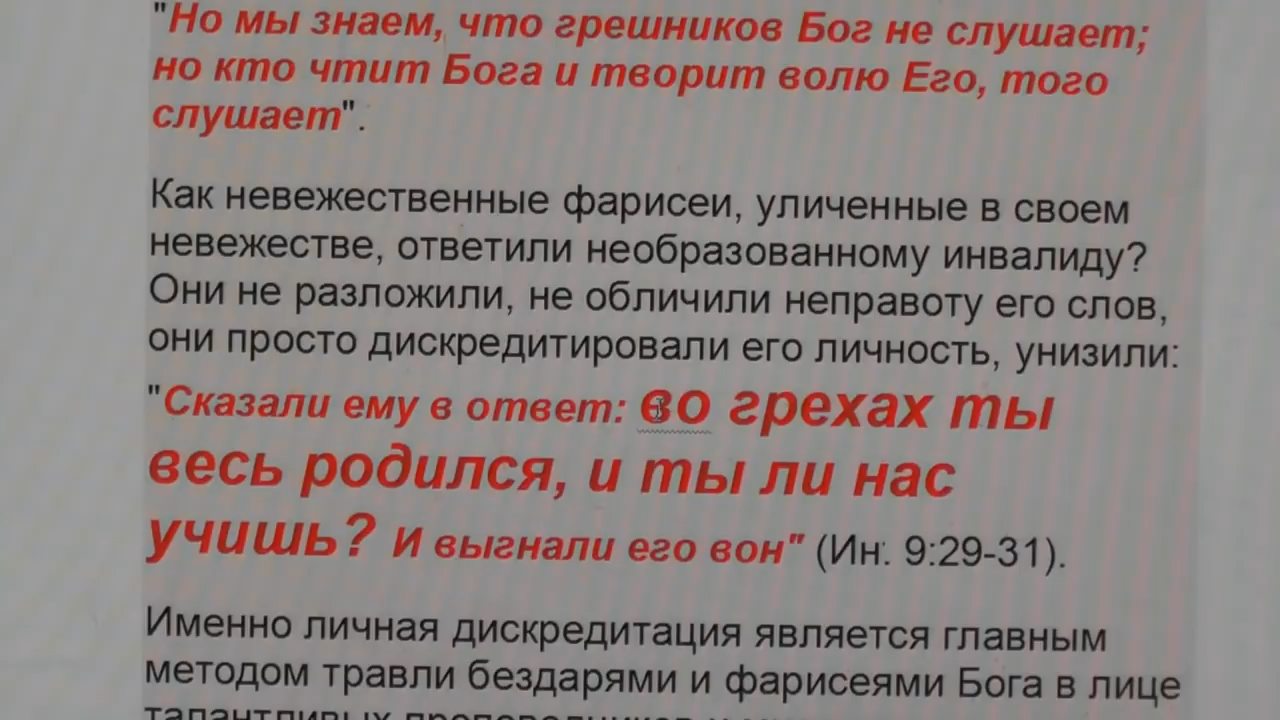 "Но мы знаем, что грешников Бог не слушает;
но кто чтит Бога и творит волю Его, того
слушает".
Как невежественные фарисеи, уличенные в своем
невежестве, ответили необразованному инвалиду?
Они не разложили, не обличили неправоту его слов,
они просто дискредитировали его личность, унизили:
"Сказали ему в ответ: во грехах ты
весь родился, и ты ли нас
учишь? И выгнали его вон" (Ин. 9:29-31).
Именно личная дискредитация является главным
методом травли бездарями и фарисеями Бога в лице
талантливых проповедников